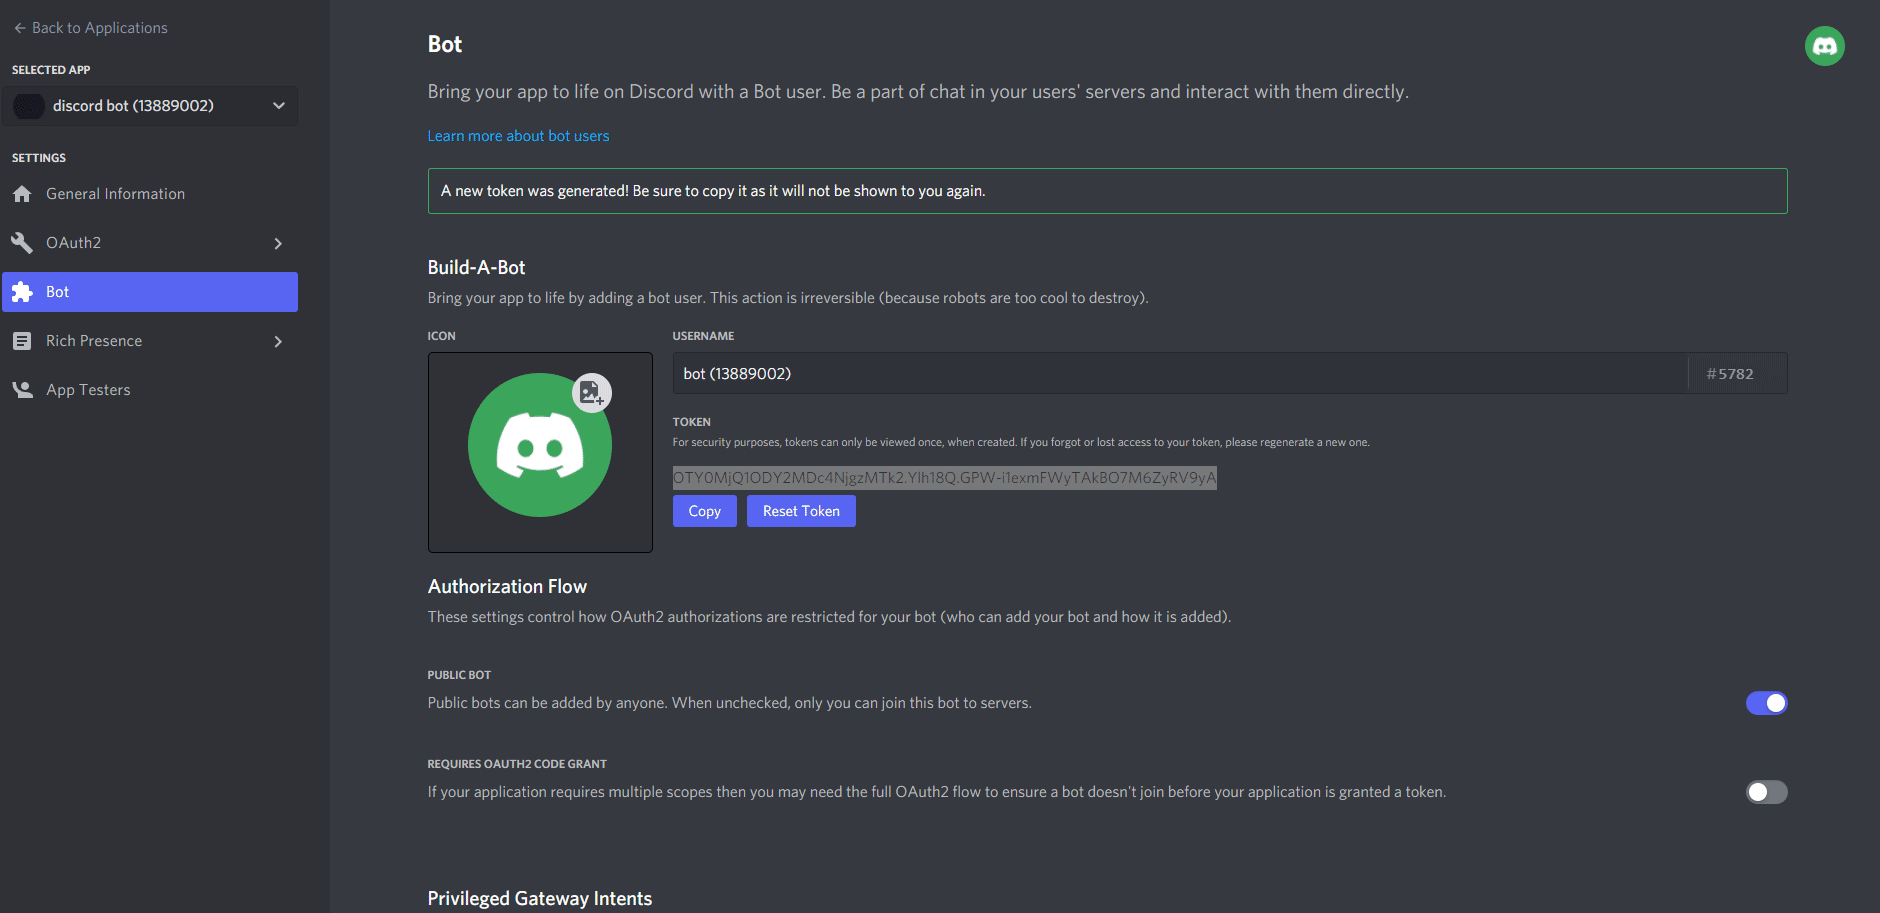 Back to Applications
SELECTED APP
discord bot (13889002)
SETTINGS
General Information
OAuth2
Bot
Rich Presence
App Testers
Bot
Bring your app to life on Discord with a Bot user. Be a part of chat in your users' servers and interact with them directly.
Learn more about bot users
A new token was generated! Be sure to copy it as it will not be shown to you again.
Build-A-Bot
Bring your app to life by adding a bot user. This action is irreversible (because robots are too cool to destroy).
ICON
USERNAME
bot (13889002) #5782
TOKEN
For security purposes, tokens can only be viewed once, when created. If you forgot or lost access to your token, please regenerate a new one.
Copy Reset Token
Authorization Flow
These settings control how OAuth2 authorizations are restricted for your bot (who can add your bot and how it is added).
PUBLIC BOT
Public bots can be added by anyone. When unchecked, only you can join this bot to servers.
REQUIRES OAUTH2 CODE GRANT
If your application requires multiple scopes then you may need the full OAuth2 flow to ensure a bot doesn't join before your application is granted a token.
Privileged Gateway Intents